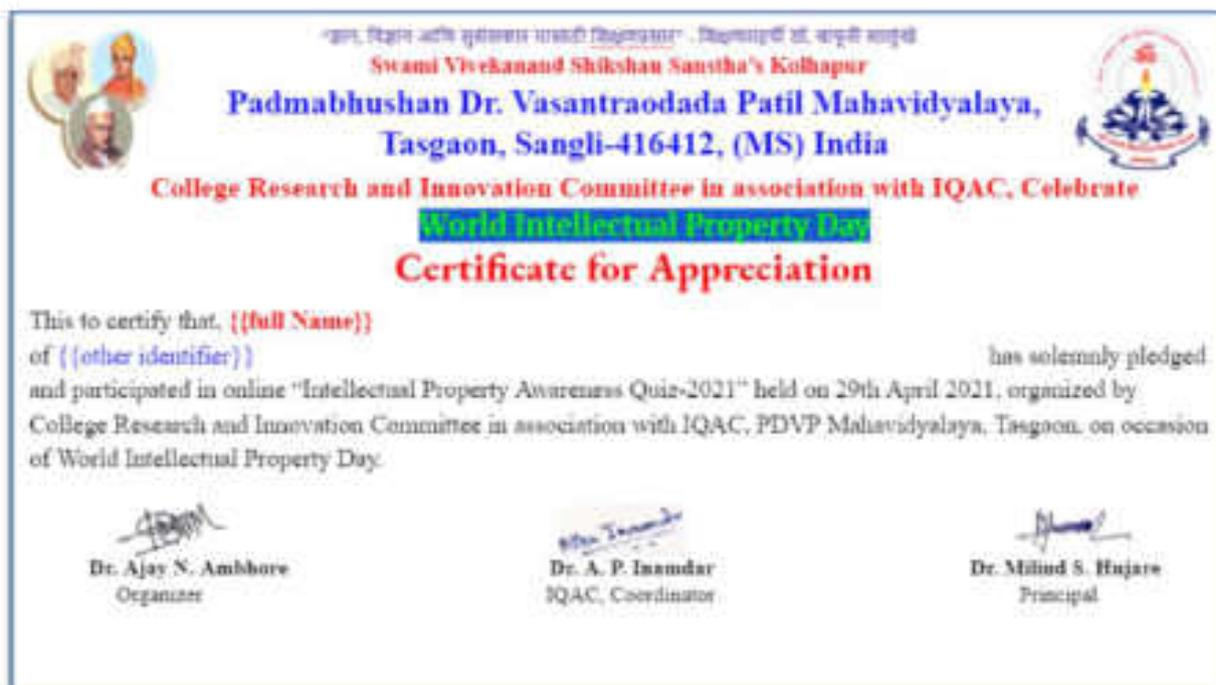 "ज्ञान, विज्ञान आणि सुसंस्कार यासाठी शिक्षणप्रसार" - शिक्षणमहर्षी डॉ. बापूजी साळुंखे
Swami Vivekanand Shikshan Sanstha's Kolhapur
Padmabhushan Dr. Vasantraodada Patil Mahavidyalaya,
Tasgaon, Sangli-416412, (MS) India
College Research and Innovation Committee in association with IQAC, Celebrate
World Intellectual Property Day
Certificate for Appreciation
This to certify that, {{full Name}}
of {{other identifier}} has solemnly pledged
and participated in online “Intellectual Property Awareness Quiz-2021” held on 29th April 2021, organized by
College Research and Innovation Committee in association with IQAC, PDVP Mahavidyalaya, Tasgaon, on occasion
of World Intellectual Property Day.
Dr. Ajay N. Ambhore Dr. A. P. Inamdar Dr. Milind S. Hujare
Organizer IQAC, Coordinator Principal